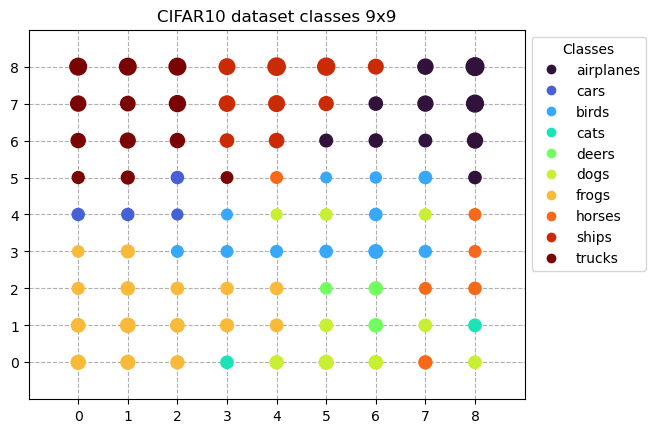 CIFAR10 dataset classes 9x9
8
7
6
5
4
3
2
1
0
0 1 2 3 4 5 6 7 8
Classes
airplanes
cars
birds
cats
deers
dogs
frogs
horses
ships
trucks